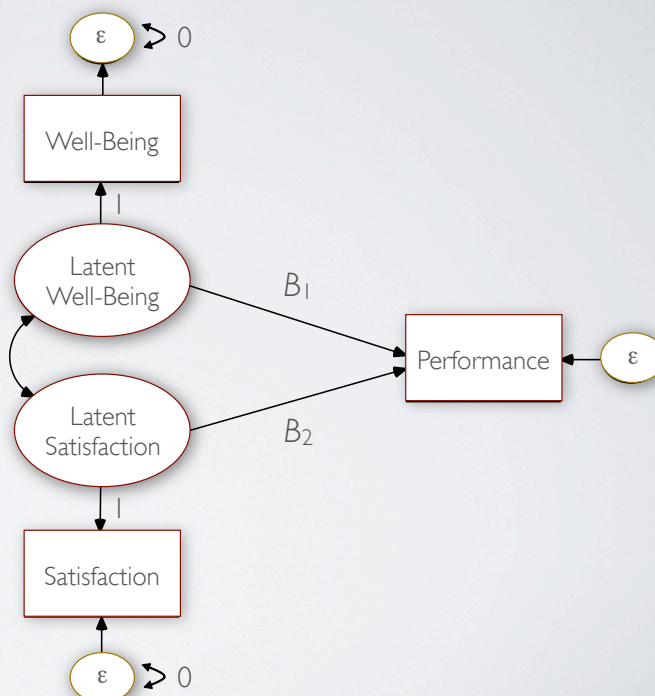 ε
0
Well-Being
1
Latent
Well-Being
B1
Performance
ε
Latent
Satisfaction
B2
1
Satisfaction
ε
0